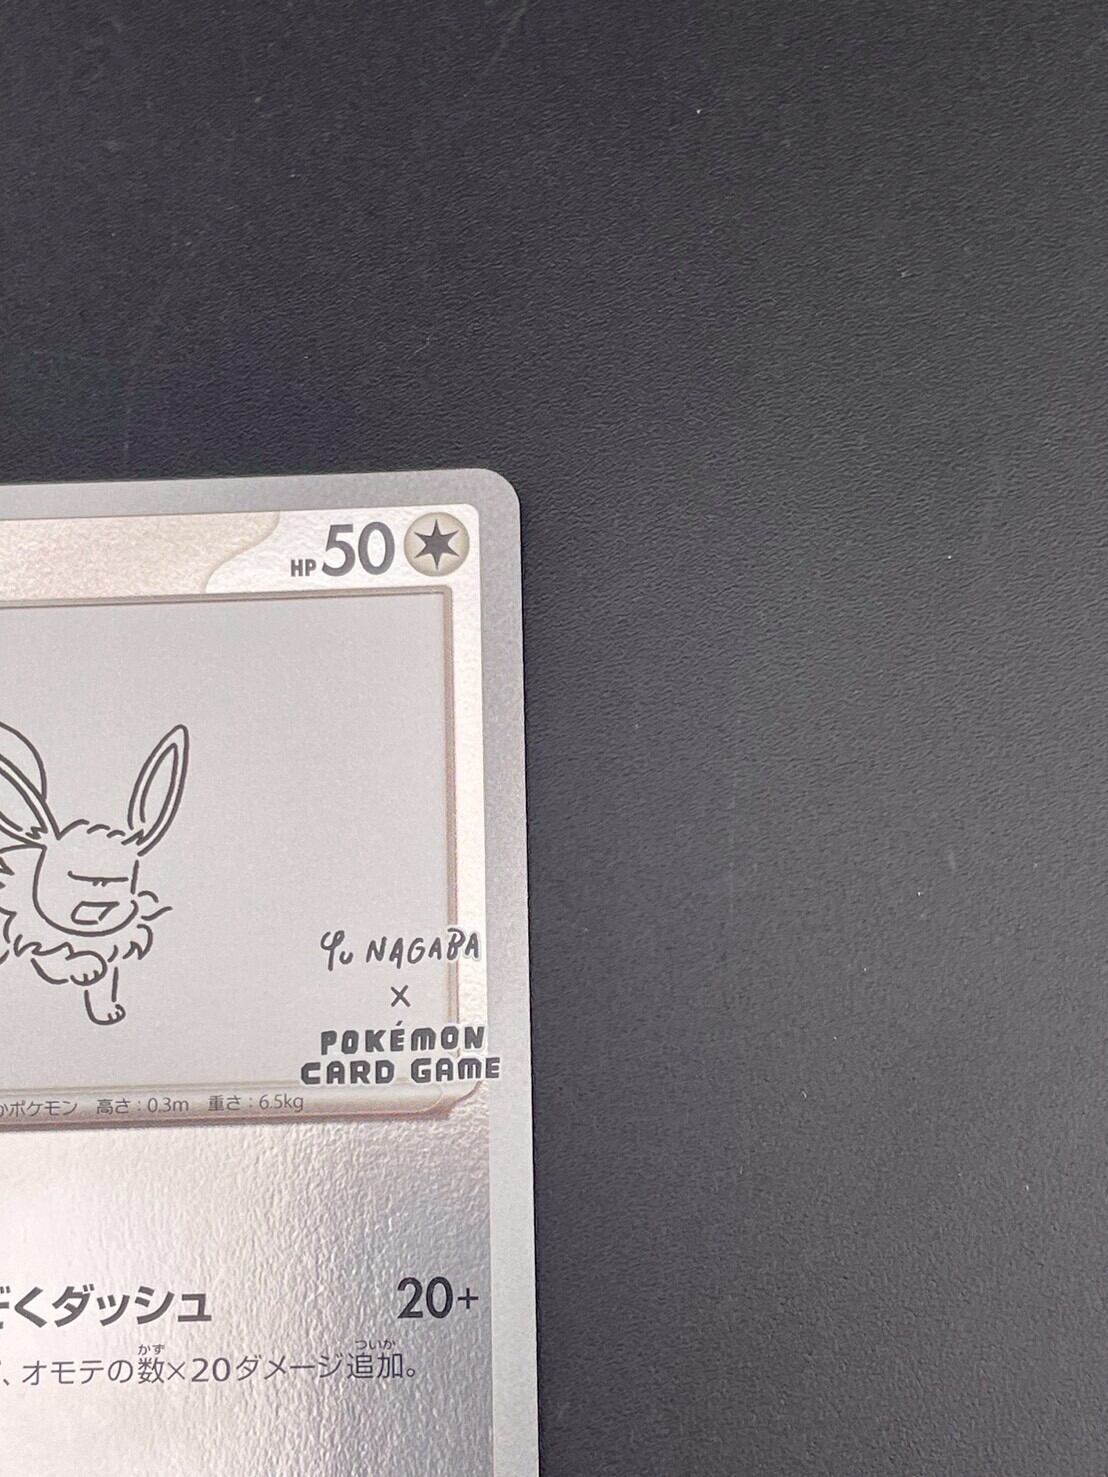 HP 50
Yu NAGABA
×
POKÉMON
CARD GAME
かポケモン 高さ：0.3m 重さ：6.5kg
ぞくダッシュ 20+
、オモテの数×20ダメージ追加。
かず
ついか